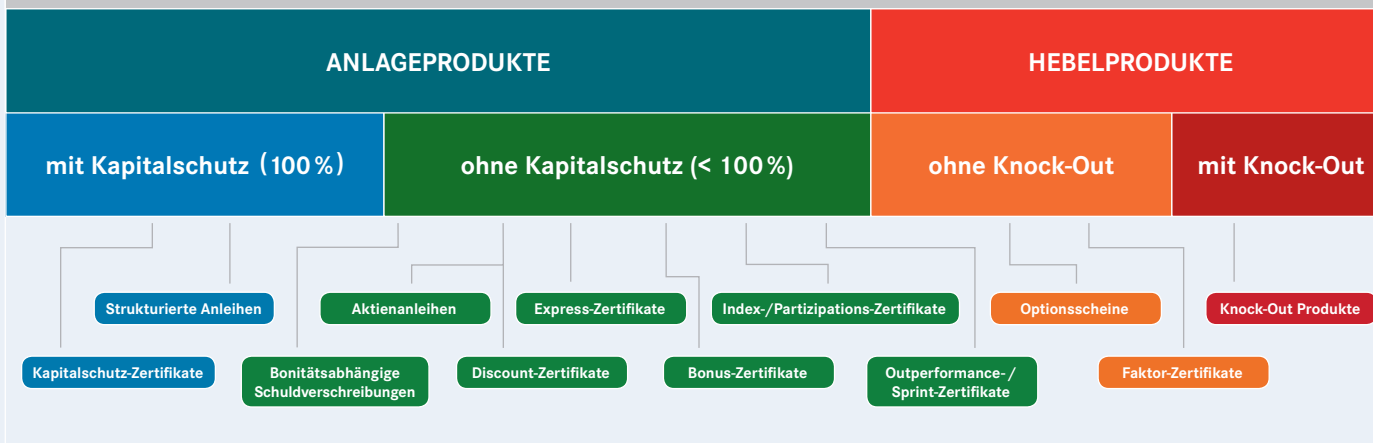 ANLAGEPRODUKTE
HEBELPRODUKTE
mit Kapitalschutz (100 %)
ohne Kapitalschutz (< 100 %)
ohne Knock-Out
mit Knock-Out
Strukturierte Anleihen
Aktienanleihen
Express-Zertifikate
Index-/Partizipations-Zertifikate
Optionsscheine
Knock-Out Produkte
Kapitalschutz-Zertifikate
Bonitätsabhängige
Schuldverschreibungen
Discount-Zertifikate
Bonus-Zertifikate
Outperformance-/
Sprint-Zertifikate
Faktor-Zertifikate